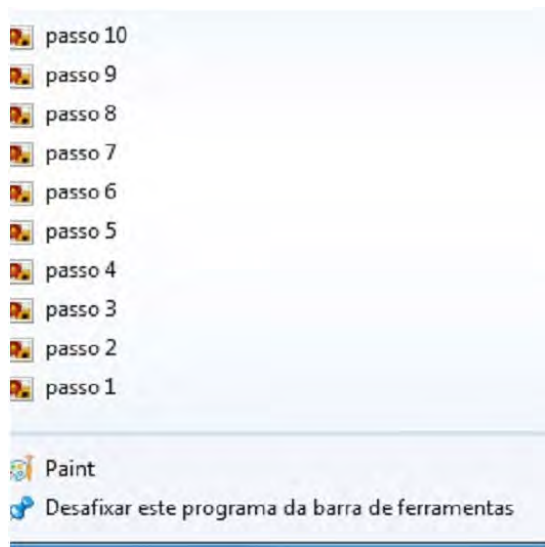 passo 10
passo 9
passo 8
passo 7
passo 6
passo 5
passo 4
passo 3
passo 2
passo 1
Paint
Desafixar este programa da barra de ferramentas